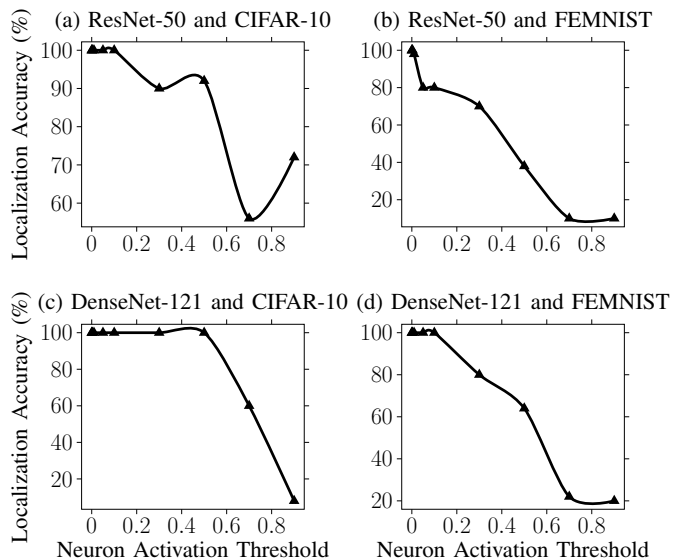 (a) ResNet-50 and CIFAR-10
(b) ResNet-50 and FEMNIST
Localization Accuracy (%)
100
90
80
70
60
0 0.2 0.4 0.6 0.8
100
80
60
40
20
0 0.2 0.4 0.6 0.8
(c) DenseNet-121 and CIFAR-10
(d) DenseNet-121 and FEMNIST
Localization Accuracy (%)
100
80
60
40
20
0 0.2 0.4 0.6 0.8
Neuron Activation Threshold
100
80
60
40
20
0 0.2 0.4 0.6 0.8
Neuron Activation Threshold